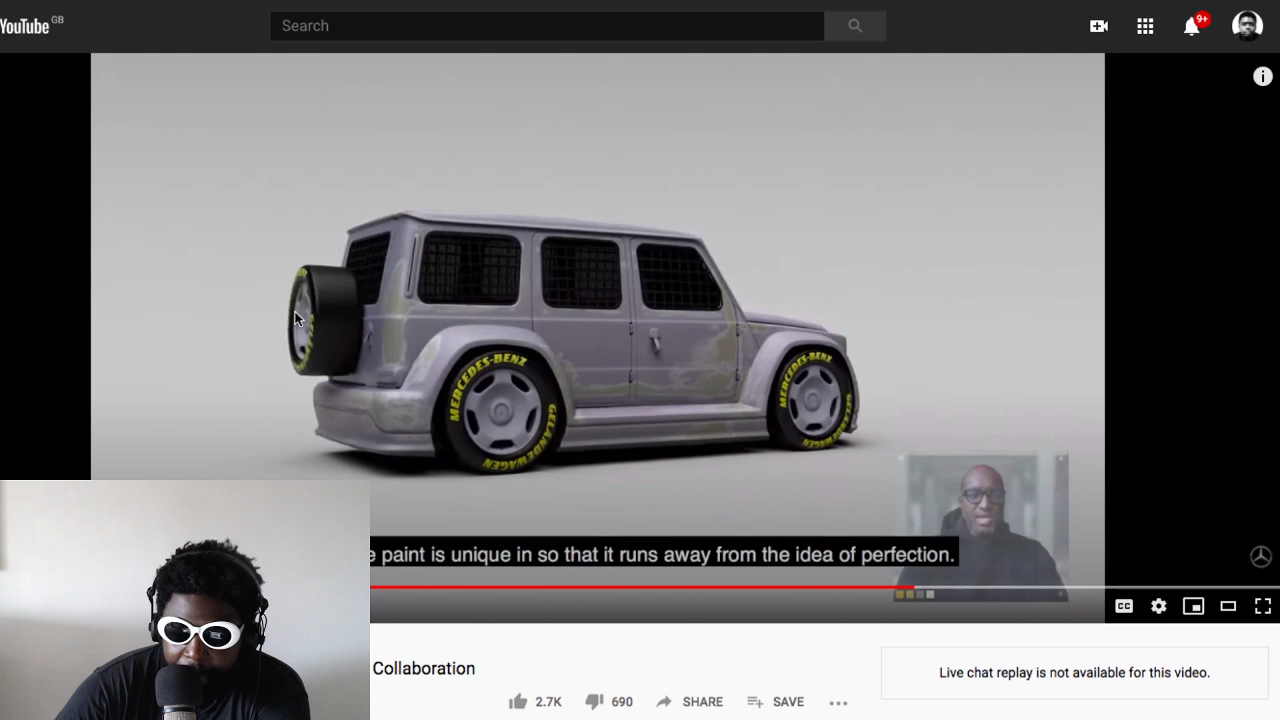 YouTube GB
Search
9+
MERCEDES-BENZ
GELANDEWAGEN
MERCEDES-BENZ
GELANDEWAGEN
paint is unique in so that it runs away from the idea of perfection.
CC
Collaboration
Live chat replay is not available for this video.
2.7K
690
SHARE
SAVE